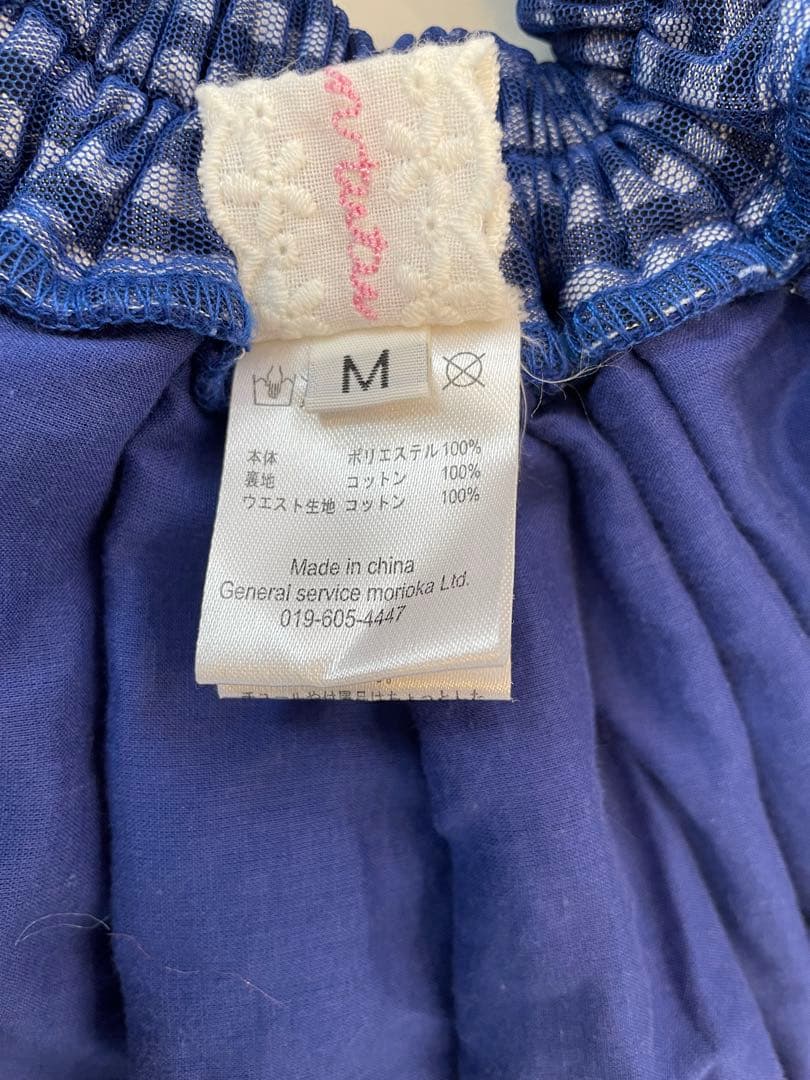 M
本体 ポリエステル 100%
裏地 コットン 100%
ウエスト生地 コットン 100%
Made in china
General service morioka Ltd.
019-605-4447